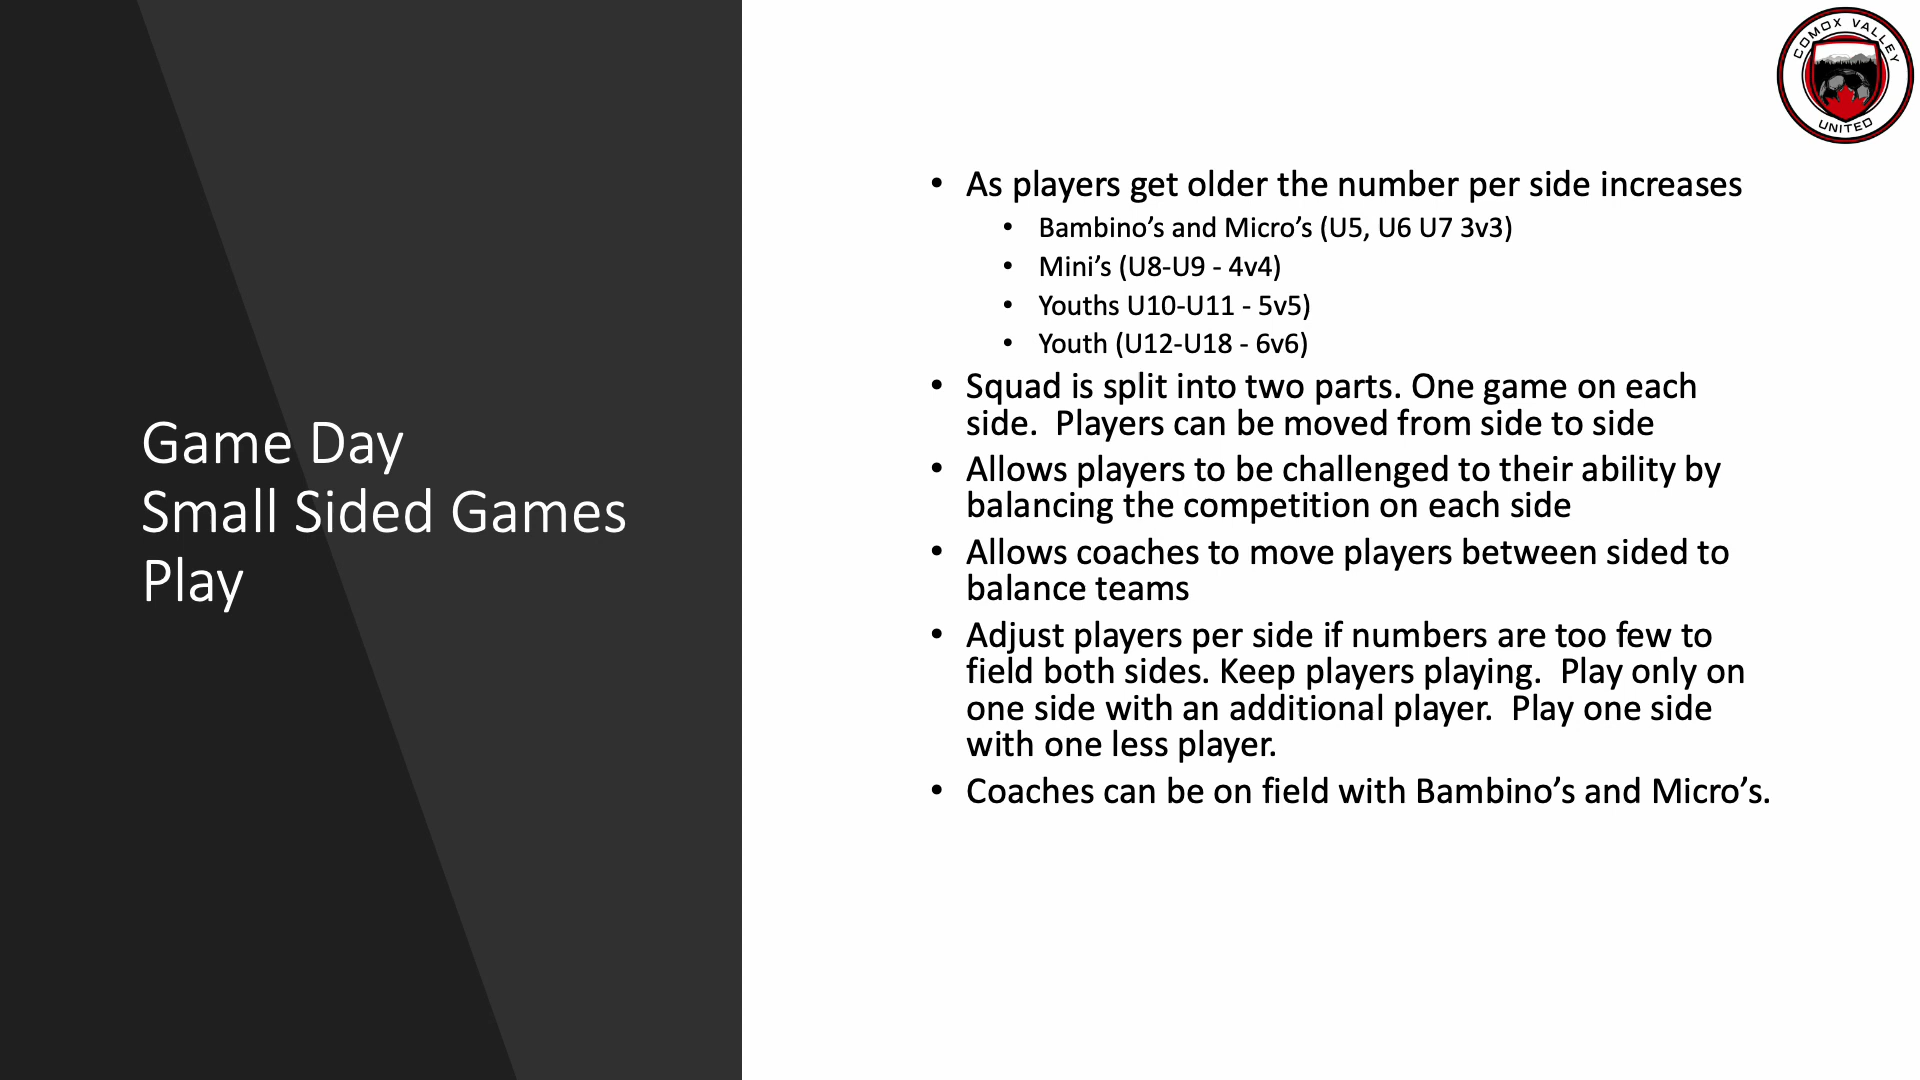 COMOX VALLEY
UNITED
Game Day
Small Sided Games
Play
• As players get older the number per side increases
• Bambino’s and Micro’s (U5, U6 U7 3v3)
• Mini’s (U8-U9 - 4v4)
• Youths U10-U11 - 5v5)
• Youth (U12-U18 - 6v6)
• Squad is split into two parts. One game on each
side.  Players can be moved from side to side
• Allows players to be challenged to their ability by
balancing the competition on each side
• Allows coaches to move players between sided to
balance teams
• Adjust players per side if numbers are too few to
field both sides. Keep players playing.  Play only on
one side with an additional player.  Play one side
with one less player.
• Coaches can be on field with Bambino’s and Micro’s.